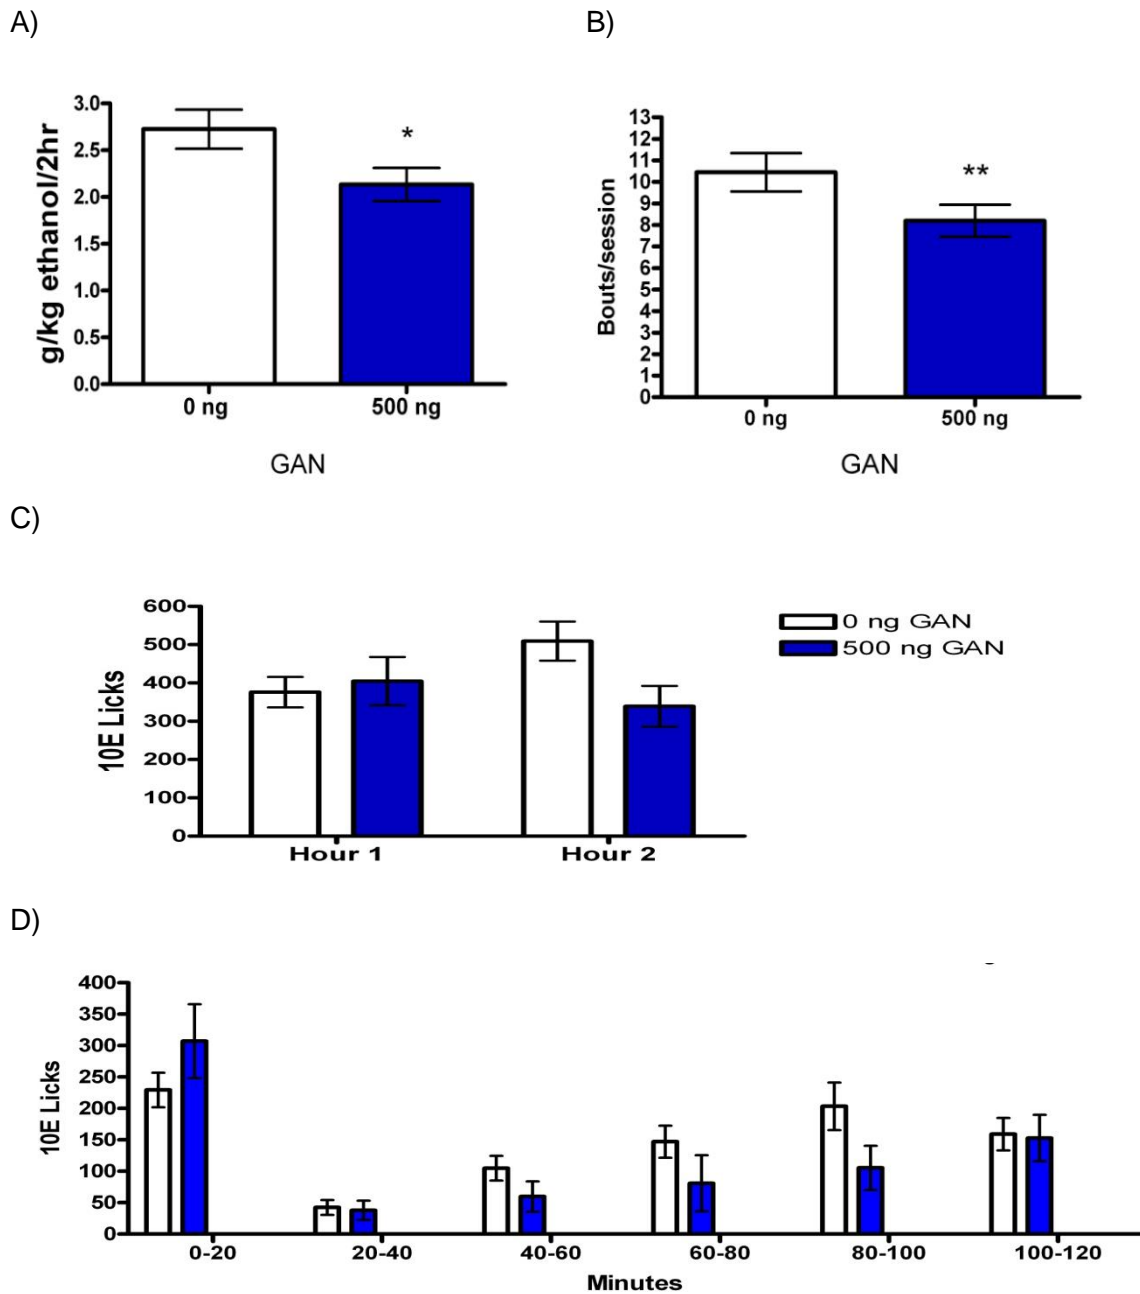 A)
g/kg ethanol/2hr
3.0
2.5
2.0
1.5
1.0
0.5
0.0
*
0 ng
500 ng
GAN
B)
Bouts/session
13
12
11
10
9
8
7
6
5
4
3
2
1
0
**
0 ng
500 ng
GAN
C)
10E Licks
600
500
400
300
200
100
0
Hour 1
Hour 2
0 ng GAN
500 ng GAN
D)
10E Licks
400
350
300
250
200
150
100
50
0
0-20
20-40
40-60
60-80
80-100
100-120
Minutes